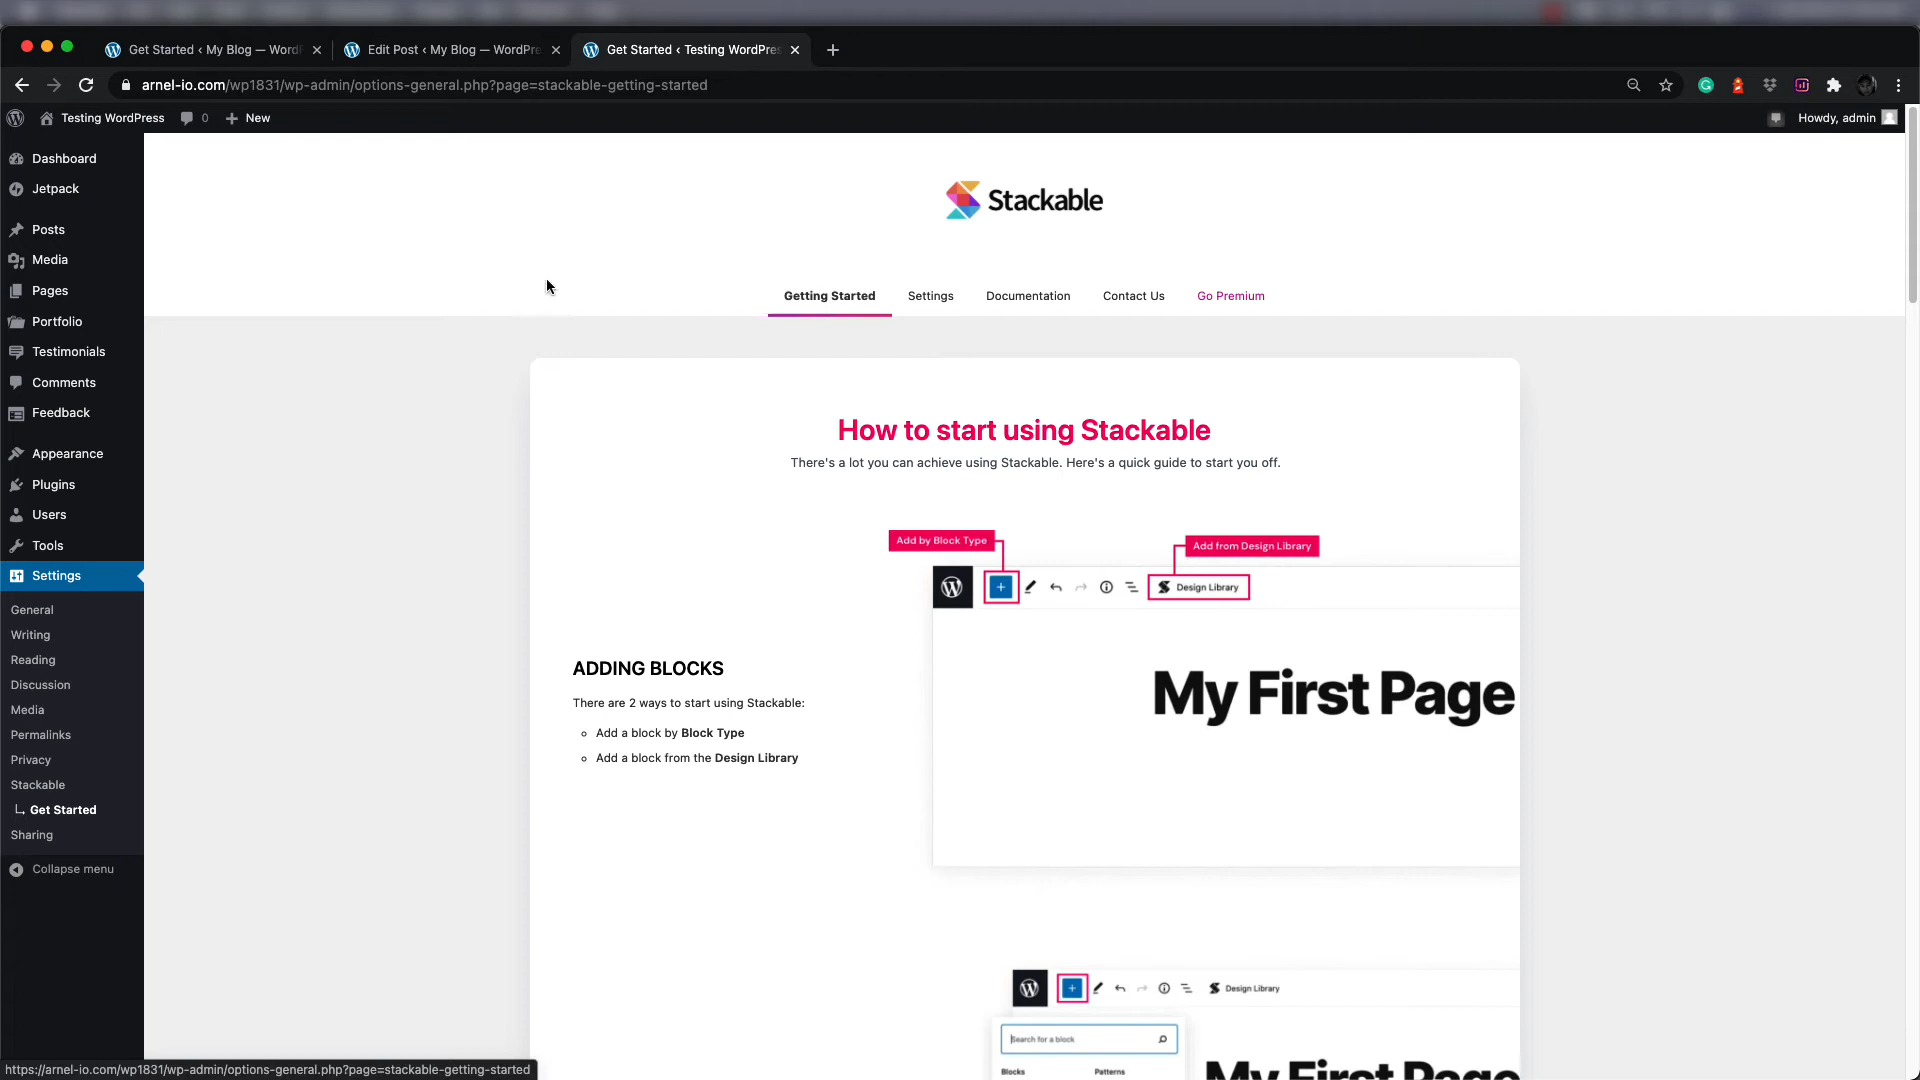 Get Started ‹ My Blog — WordP
Edit Post ‹ My Blog — WordPre
Get Started ‹ Testing WordPres
arnel-io.com/wp1831/wp-admin/options-general.php?page=stackable-getting-started
Testing WordPress
0
New
Howdy, admin
Dashboard
Jetpack
Posts
Media
Pages
Portfolio
Testimonials
Comments
Feedback
Appearance
Plugins
Users
Tools
Settings
General
Writing
Reading
Discussion
Media
Permalinks
Privacy
Stackable
Get Started
Sharing
Collapse menu
Stackable
Getting Started
Settings
Documentation
Contact Us
Go Premium
How to start using Stackable
There's a lot you can achieve using Stackable. Here's a quick guide to start you off.
Add by Block Type
Add from Design Library
Design Library
My First Page
ADDING BLOCKS
There are 2 ways to start using Stackable:
Add a block by Block Type
Add a block from the Design Library
Design Library
Search for a block
Blocks
Patterns
My First Page
https://arnel-io.com/wp1831/wp-admin/options-general.php?page=stackable-getting-started